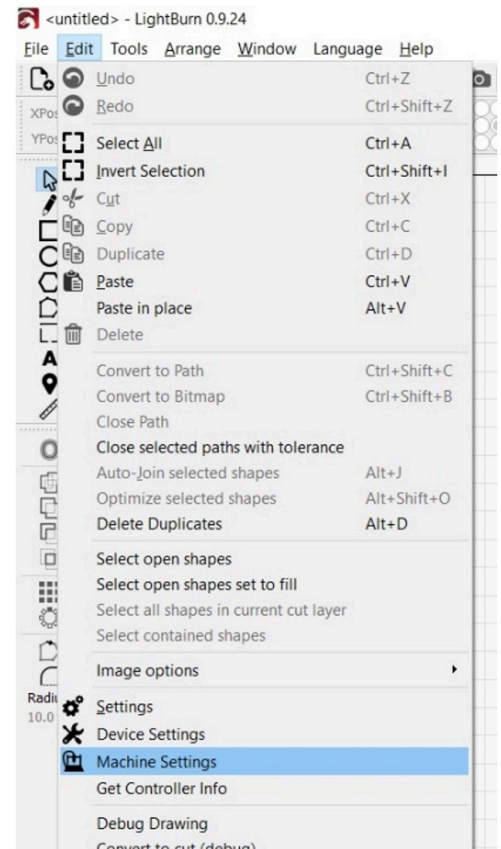 <untitled> - LightBurn 0.9.24
File Edit Tools Arrange Window Language Help
Undo Ctrl+Z
Redo Ctrl+Shift+Z
XPos
YPos
Select All Ctrl+A
Invert Selection Ctrl+Shift+I
Cut Ctrl+X
Copy Ctrl+C
Duplicate Ctrl+D
Paste Ctrl+V
Paste in place Alt+V
Delete
Convert to Path Ctrl+Shift+C
Convert to Bitmap Ctrl+Shift+B
Close Path
Close selected paths with tolerance
Auto-Join selected shapes Alt+J
Optimize selected shapes Alt+Shift+O
Delete Duplicates Alt+D
Select open shapes
Select open shapes set to fill
Select all shapes in current cut layer
Select contained shapes
Image options
Radiu
10.0
Settings
Device Settings
Machine Settings
Get Controller Info
Debug Drawing
Convert to cut (debug)